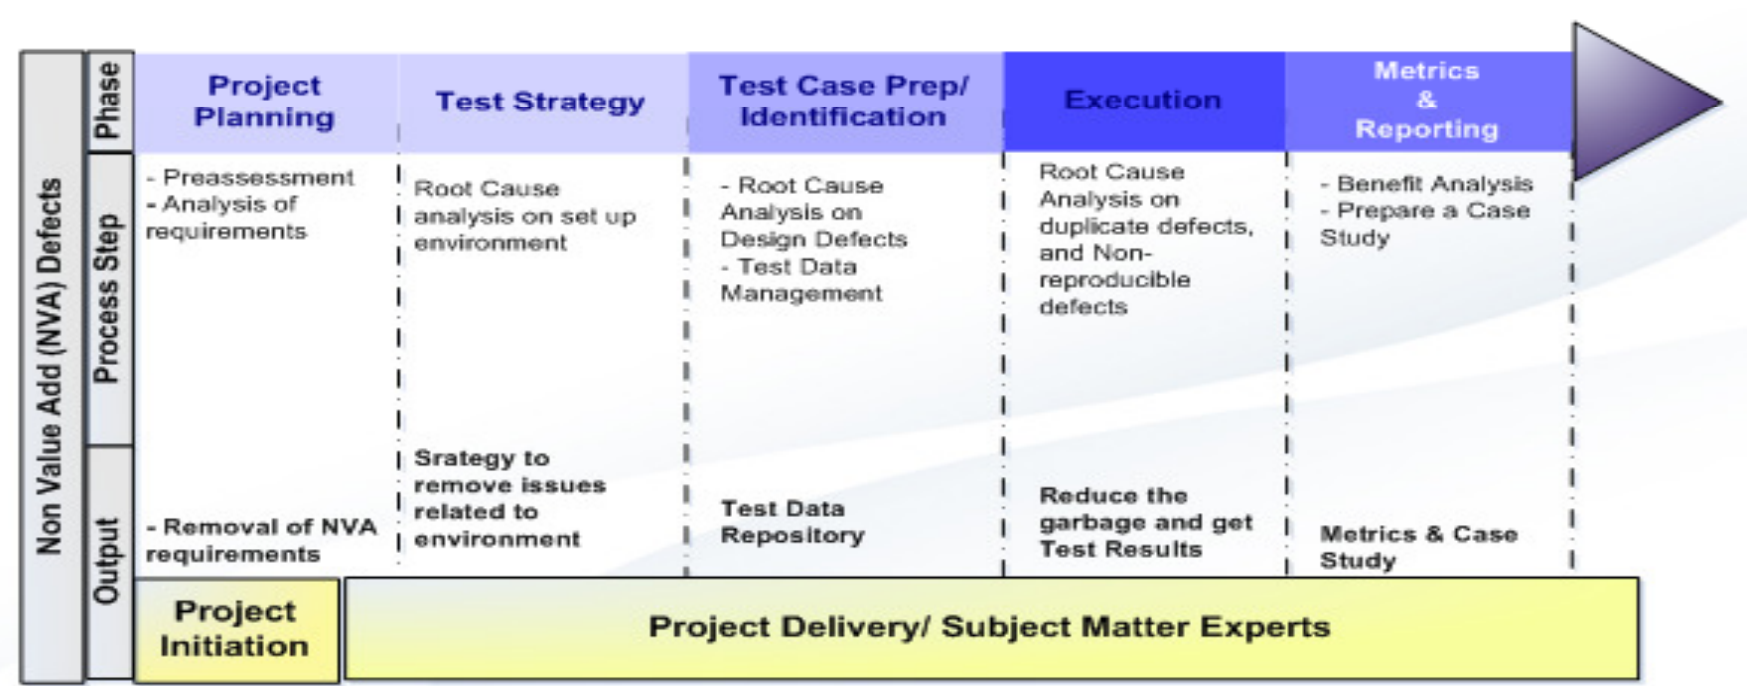 Non Value Add (NVA) Defects
Phase
Project
Planning
Test Strategy
Test Case Prep/
Identification
Execution
Metrics
&
Reporting
Process Step
- Preassessment
- Analysis of
requirements
Root Cause
analysis on set up
environment
- Root Cause
Analysis on
Design Defects
- Test Data
Management
Root Cause
Analysis on
duplicate defects,
and Non-
reproducible
defects
- Benefit Analysis
- Prepare a Case
Study
Output
- Removal of NVA
requirements
Srategy to
remove issues
related to
environment
Test Data
Repository
Reduce the
garbage and get
Test Results
Metrics & Case
Study
Project
Initiation
Project Delivery/ Subject Matter Experts